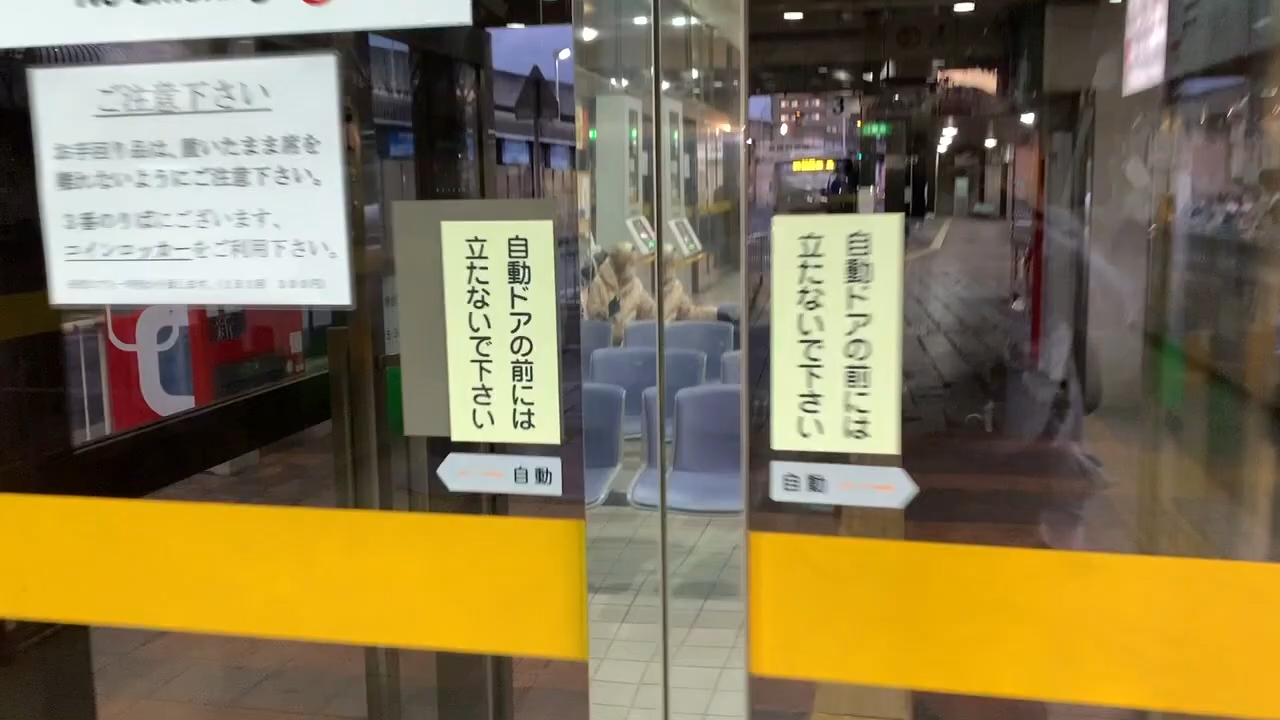 No Smoking
ご注意下さい
お手回り品は、置いたまま席を
離れないようにご注意下さい。
3番のりばにございます、
コインロッカーをご利用下さい。
自動ドアの前には
立たないで下さい
自動
自動ドアの前には
立たないで下さい
自動
3